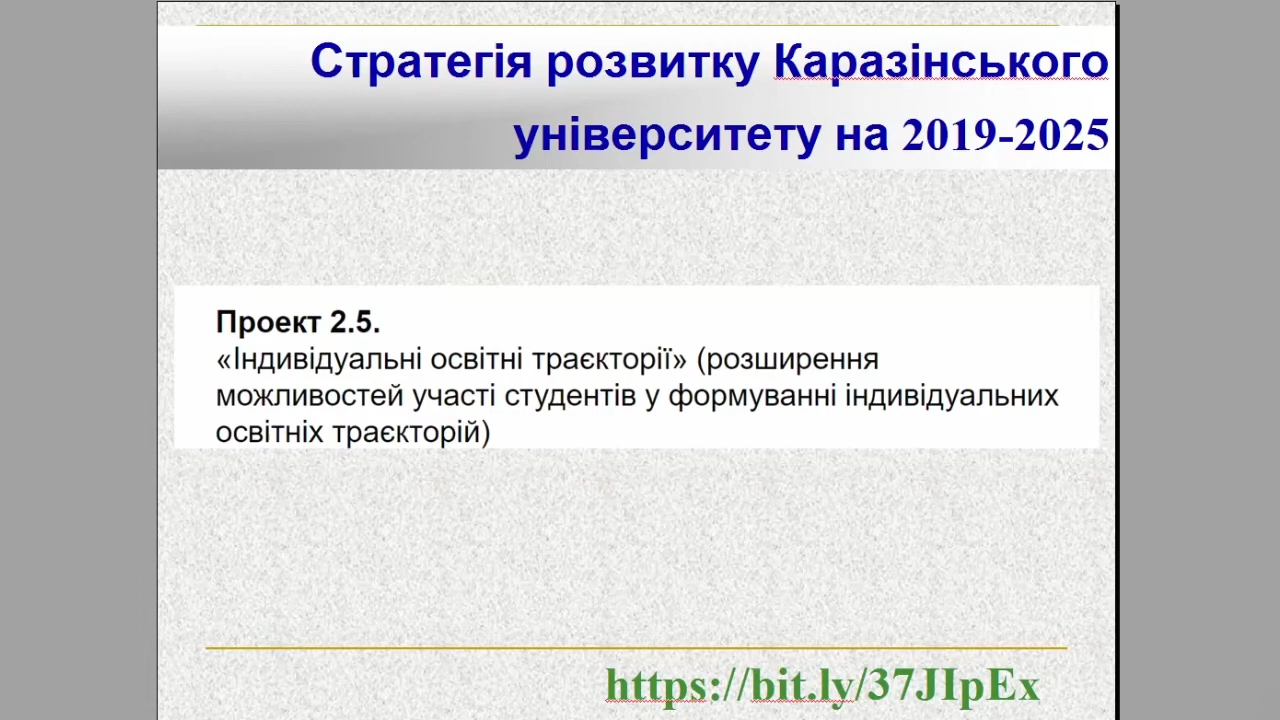 Стратегія розвитку Каразінського
університету на 2019-2025
Проект 2.5.
«Індивідуальні освітні траєкторії» (розширення
можливостей участі студентів у формуванні індивідуальних
освітніх траєкторій)
https://bit.ly/37JIpEx